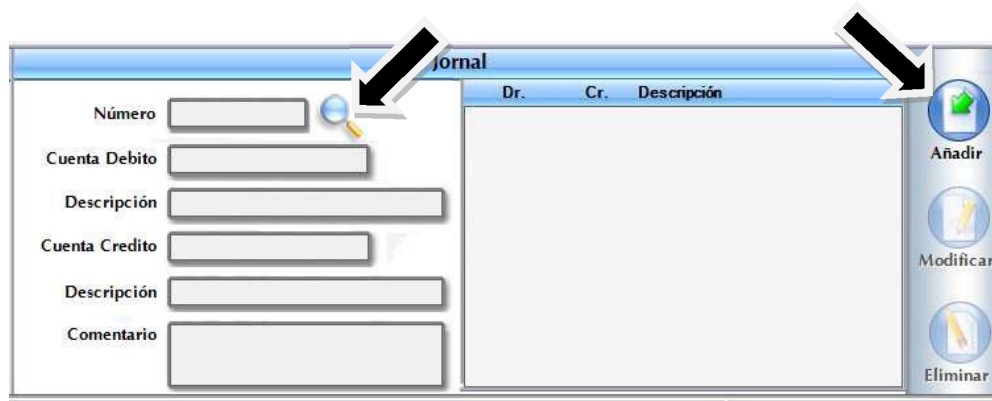 Jornal
Número
Cuenta Debito
Descripción
Cuenta Credito
Descripción
Comentario
Dr. Cr. Descripción
Añadir
Modificar
Eliminar